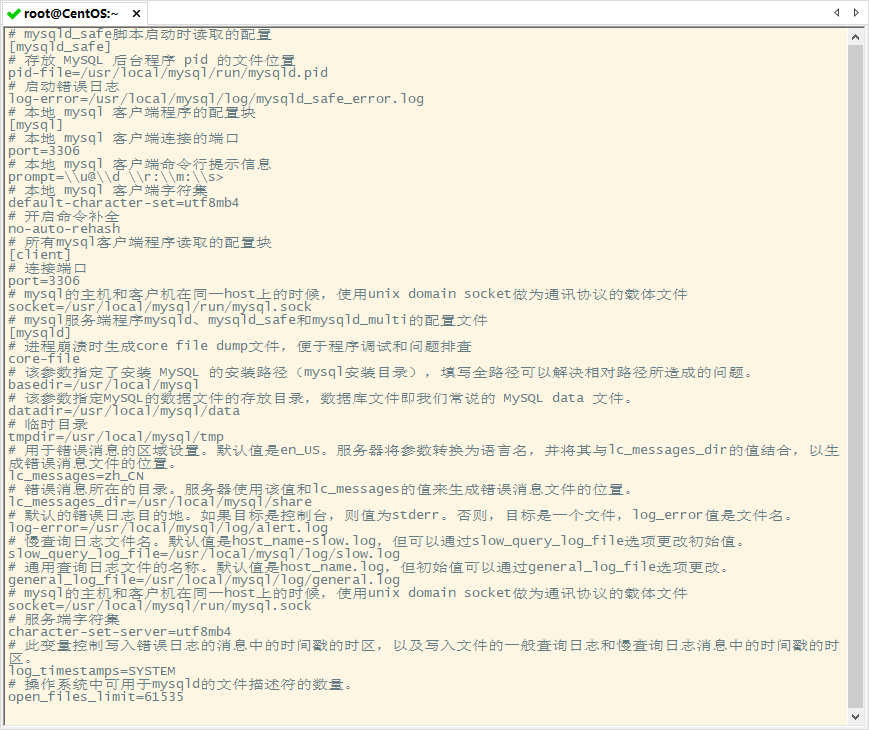 root@CentOS:~
# mysqld_safe脚本启动时读取的配置
[mysqld_safe]
# 存放 MySQL 后台程序 pid 的文件位置
pid-file=/usr/local/mysql/run/mysqld.pid
# 启动错误日志
log-error=/usr/local/mysql/log/mysqld_safe_error.log
# 本地 mysql 客户端程序的配置块
[mysql]
# 本地 mysql 客户端连接的端口
port=3306
# 本地 mysql 客户端命令行提示信息
prompt=\\u@\\d \\r:\\m:\\s>
# 本地 mysql 客户端字符集
default-character-set=utf8mb4
# 开启命令补全
no-auto-rehash
# 所有mysql客户端程序读取的配置块
[client]
# 连接端口
port=3306
# mysql的主机和客户机在同一host上的时候，使用unix domain socket做为通讯协议的载体文件
socket=/usr/local/mysql/run/mysql.sock
# mysql服务端程序mysqld、mysqld_safe和mysqld_multi的配置文件
[mysqld]
# 进程崩溃时生成core file dump文件，便于程序调试和问题排查
core-file
# 该参数指定了安装 MySQL 的安装路径（mysql安装目录），填写全路径可以解决相对路径所造成的问题。
basedir=/usr/local/mysql
# 该参数指定MySQL的数据文件的存放目录，数据库文件即我们常说的 MySQL data 文件。
datadir=/usr/local/mysql/data
# 临时目录
tmpdir=/usr/local/mysql/tmp
# 用于错误消息的区域设置。默认值是en_US。服务器将参数转换为语言名，并将其与lc_messages_dir的值结合，以生
成错误消息文件的位置。
lc_messages=zh_CN
# 错误消息所在的目录。服务器使用该值和lc_messages的值来生成错误消息文件的位置。
lc_messages_dir=/usr/local/mysql/share
# 默认的错误日志目的地。如果目标是控制台，则值为stderr。否则，目标是一个文件，log_error值是文件名。
log-error=/usr/local/mysql/log/alert.log
# 慢查询日志文件名。默认值是host_name-slow.log，但可以通过slow_query_log_file选项更改初始值。
slow_query_log_file=/usr/local/mysql/log/slow.log
# 通用查询日志文件的名称。默认值是host_name.log，但初始值可以通过general_log_file选项更改。
general_log_file=/usr/local/mysql/log/general.log
# mysql的主机和客户机在同一host上的时候，使用unix domain socket做为通讯协议的载体文件
socket=/usr/local/mysql/run/mysql.sock
# 服务端字符集
character-set-server=utf8mb4
# 此变量控制写入错误日志的消息中的时间戳的时区，以及写入文件的一般查询日志和慢查询日志消息中的时间戳的时
区。
log_timestamps=SYSTEM
# 操作系统中可用于mysqld的文件描述符的数量。
open_files_limit=61535